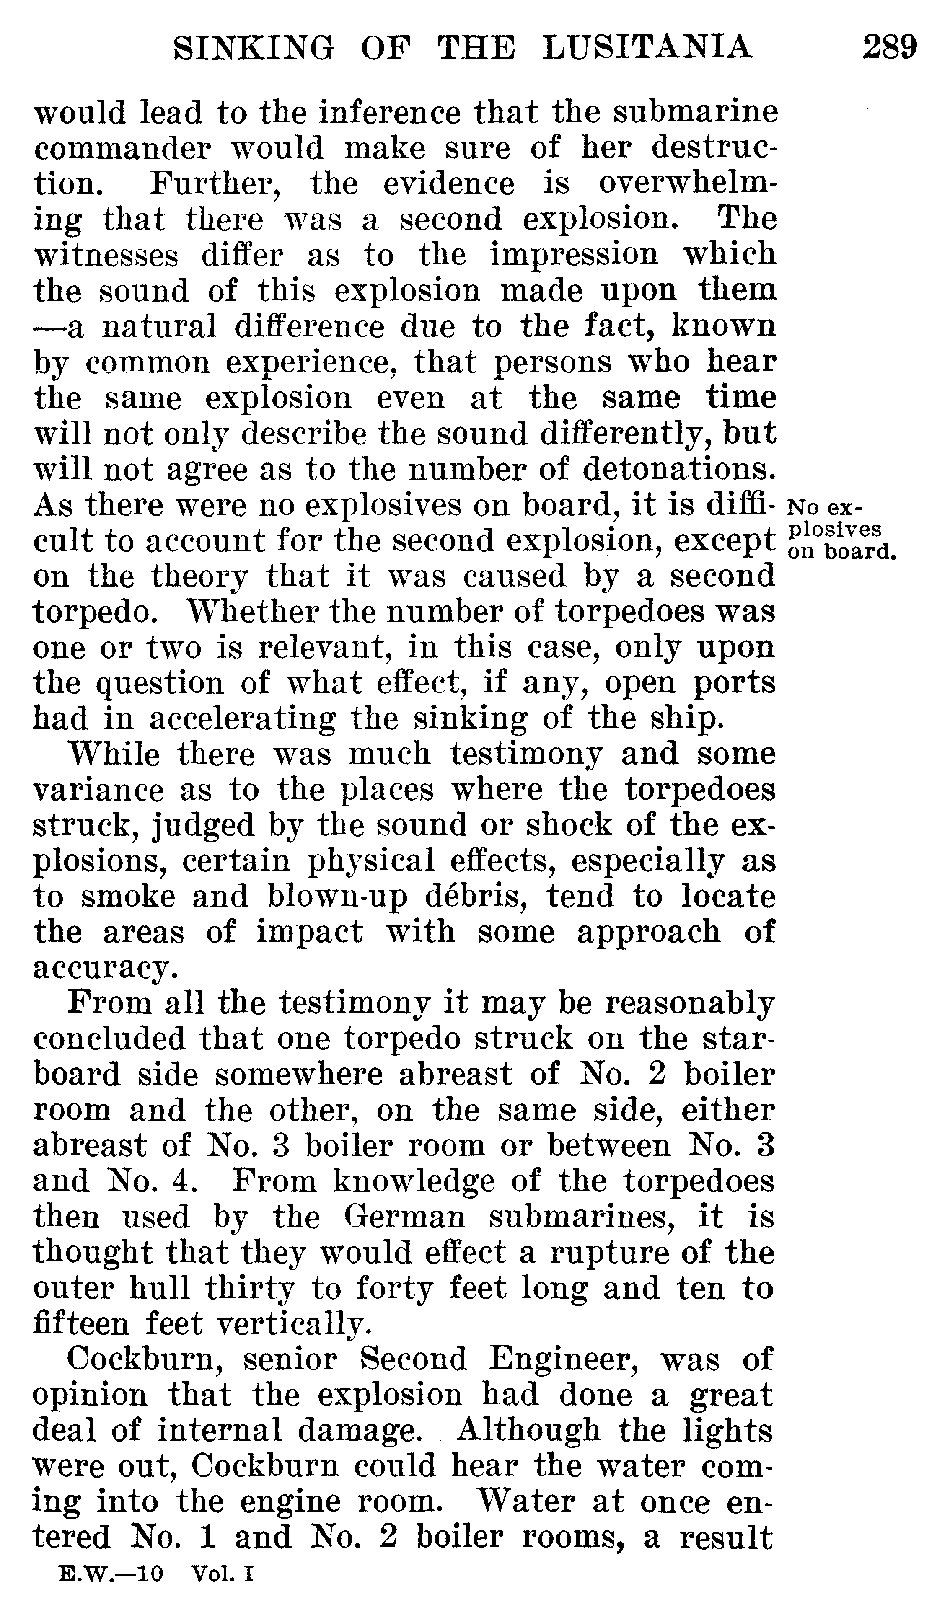 SINKING OF THE LUSITANIA 289
would lead to the inference that the submarine
commander would make sure of her destruc-
tion. Further, the evidence is overwhelm-
ing that there was a second explosion. The
witnesses differ as to the impression which
the sound of this explosion made upon them
—a natural difference due to the fact, known
by common experience, that persons who hear
the same explosion even at the same time
will not only describe the sound differently, but
will not agree as to the number of detonations.
As there were no explosives on board, it is diffi-
cult to account for the second explosion, except
on the theory that it was caused by a second
torpedo. Whether the number of torpedoes was
one or two is relevant, in this case, only upon
the question of what effect, if any, open ports
had in accelerating the sinking of the ship.
No ex-
plosives
on board.
While there was much testimony and some
variance as to the places where the torpedoes
struck, judged by the sound or shock of the ex-
plosions, certain physical effects, especially as
to smoke and blown-up débris, tend to locate
the areas of impact with some approach of
accuracy.
From all the testimony it may be reasonably
concluded that one torpedo struck on the star-
board side somewhere abreast of No. 2 boiler
room and the other, on the same side, either
abreast of No. 3 boiler room or between No. 3
and No. 4. From knowledge of the torpedoes
then used by the German submarines, it is
thought that they would effect a rupture of the
outer hull thirty to forty feet long and ten to
fifteen feet vertically.
Cockburn, senior Second Engineer, was of
opinion that the explosion had done a great
deal of internal damage. Although the lights
were out, Cockburn could hear the water com-
ing into the engine room. Water at once en-
tered No. 1 and No. 2 boiler rooms, a result
E.W.—10 Vol. I